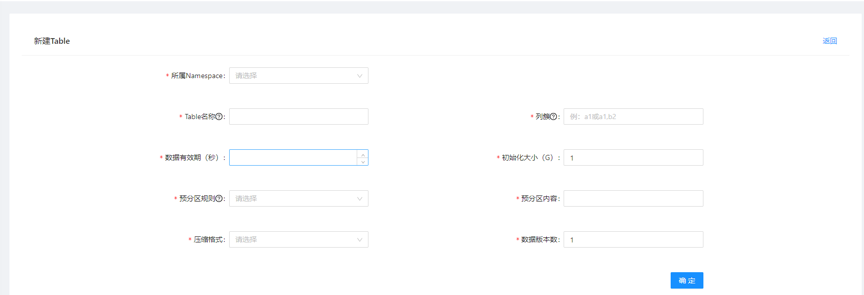 新建Table
返回
* 所属Namespace: 请选择
* Table名称: * 列簇: 例：a1或a1,b2
* 数据有效期（秒）: * 初始化大小（G）: 1
* 预分区规则: 请选择 * 预分区内容:
* 压缩格式: 请选择 * 数据版本数: 1
确 定